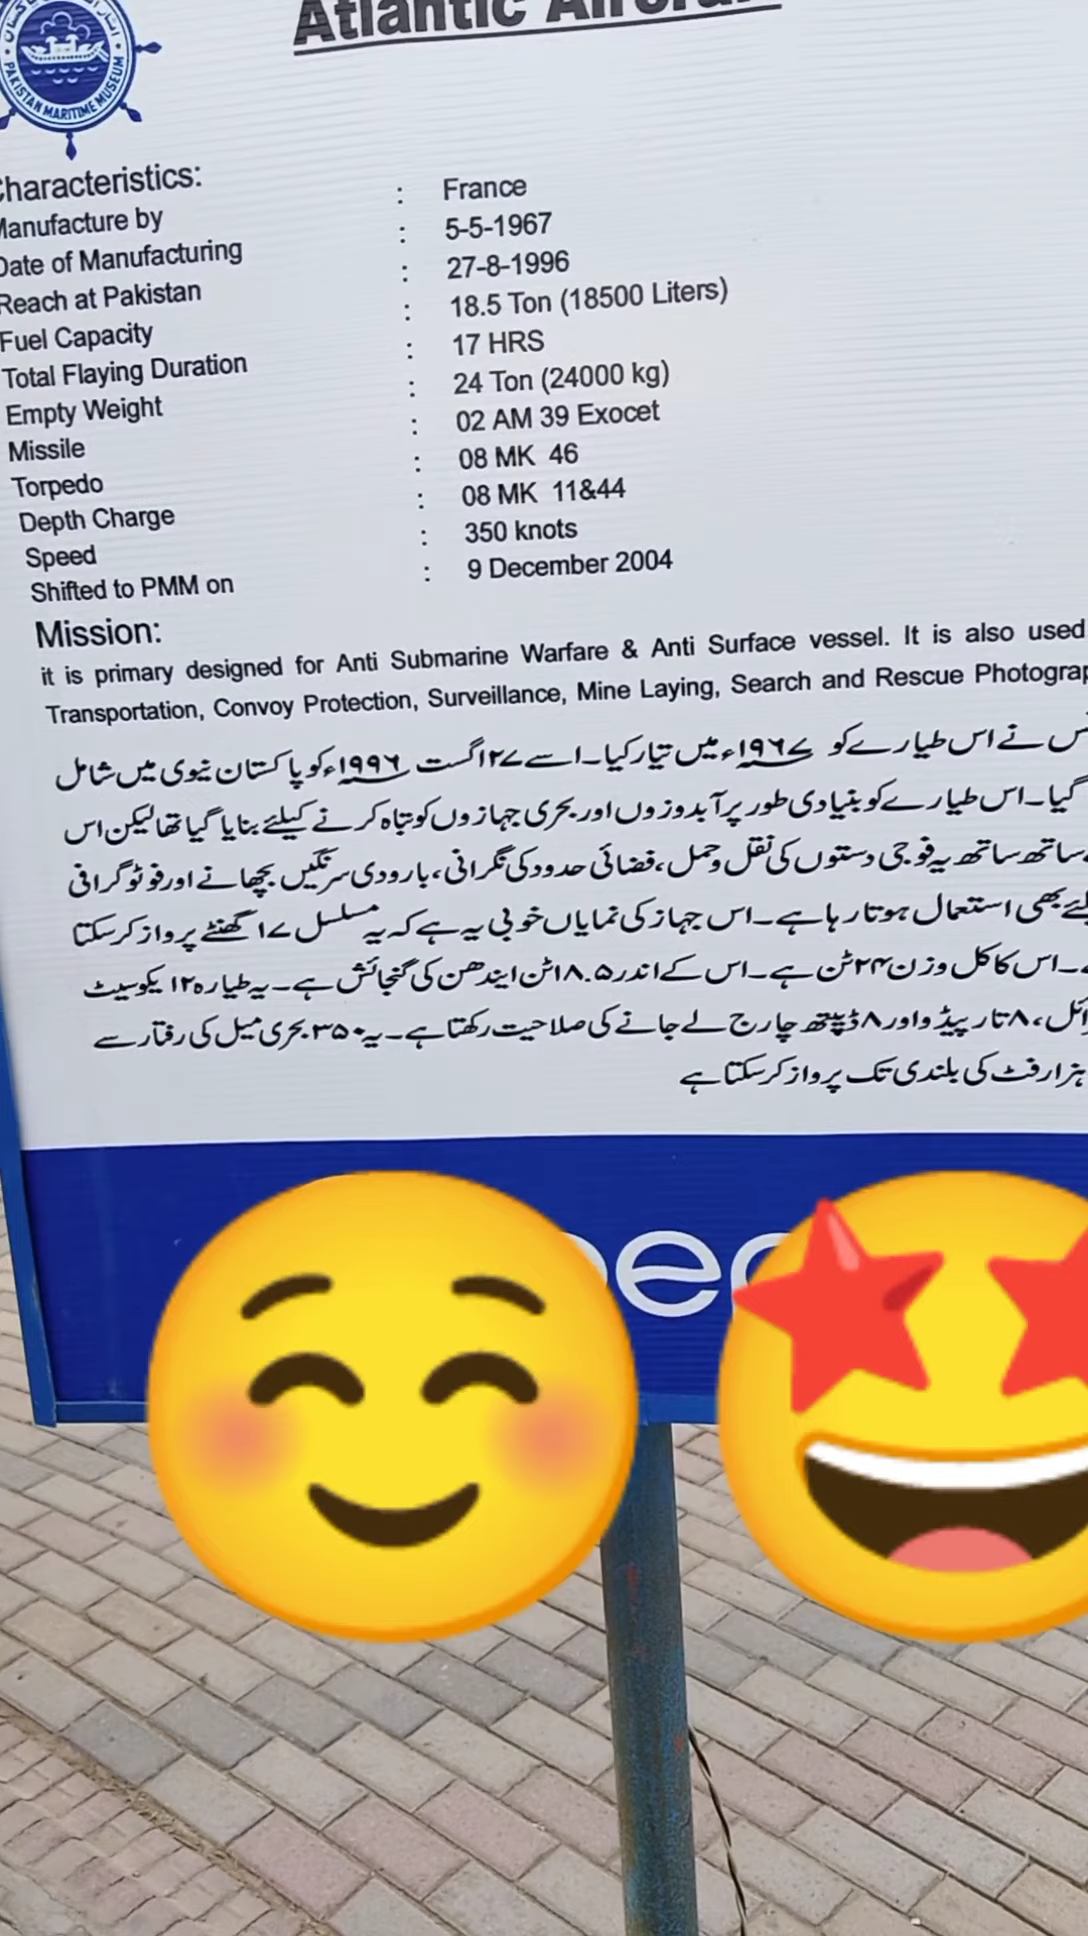 Atlantic Aircraft
PAKISTAN MARITIME MUSEUM
Characteristics:
Manufacture by : France
Date of Manufacturing : 5-5-1967
Reach at Pakistan : 27-8-1996
Fuel Capacity : 18.5 Ton (18500 Liters)
Total Flaying Duration : 17 HRS
Empty Weight : 24 Ton (24000 kg)
Missile : 02 AM 39 Exocet
Torpedo : 08 MK 46
Depth Charge : 08 MK 11&44
Speed : 350 knots
Shifted to PMM on : 9 December 2004
Mission:
it is primary designed for Anti Submarine Warfare & Anti Surface vessel. It is also used
Transportation, Convoy Protection, Surveillance, Mine Laying, Search and Rescue Photograp
نے اس طیارے کو ۱۹۶۷ء میں تیار کیا۔ اسے ۲۷ اگست ۱۹۹۶ء کو پاکستان نیوی میں شامل
گیا۔ اس طیارے کو بنیادی طور پر آبدوزوں اور بحری جہازوں کو تباہ کرنے کیلئے بنایا گیا تھا لیکن اس
ساتھ ساتھ یہ فوجی دستوں کی نقل و حمل، فضائی حدود کی نگرانی، بارودی سرنگیں بچھانے اور فوٹوگرافی
لئے بھی استعمال ہوتا رہا ہے۔ اس جہاز کی نمایاں خوبی یہ ہے کہ یہ مسلسل ۱۷ گھنٹے پرواز کر سکتا
۔ اس کا کل وزن ۲۴ ٹن ہے۔ اس کے اندر ۱۸.۵ ٹن ایندھن کی گنجائش ہے۔ یہ طیارہ ۱۲ یکوسیٹ
ائل، ۸ تارپیڈو اور ۸ ڈیپتھ چارج لے جانے کی صلاحیت رکھتا ہے۔ یہ ۳۵۰ بحری میل کی رفتار سے
ہزار فٹ کی بلندی تک پرواز کر سکتا ہے